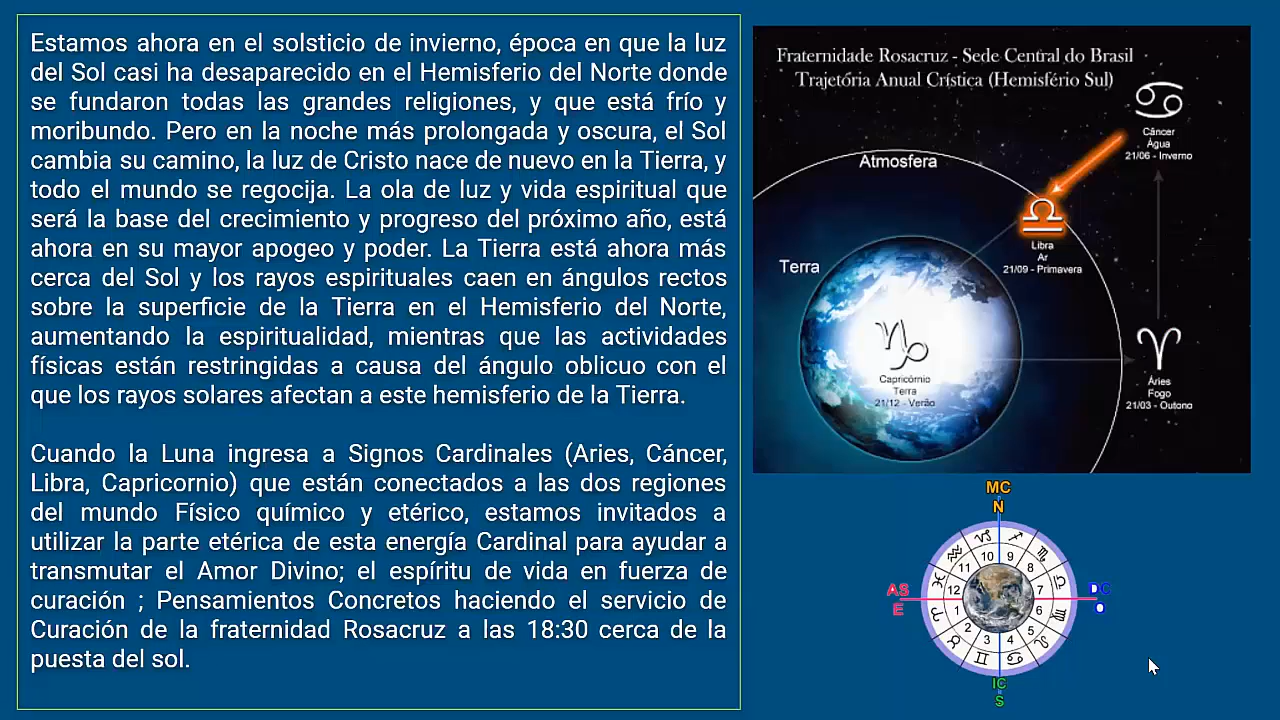 Estamos ahora en el solsticio de invierno, época en que la luz
del Sol casi ha desaparecido en el Hemisferio del Norte donde
se fundaron todas las grandes religiones, y que está frío y
moribundo. Pero en la noche más prolongada y oscura, el Sol
cambia su camino, la luz de Cristo nace de nuevo en la Tierra, y
todo el mundo se regocija. La ola de luz y vida espiritual que
será la base del crecimiento y progreso del próximo año, está
ahora en su mayor apogeo y poder. La Tierra está ahora más
cerca del Sol y los rayos espirituales caen en ángulos rectos
sobre la superficie de la Tierra en el Hemisferio del Norte,
aumentando la espiritualidad, mientras que las actividades
físicas están restringidas a causa del ángulo oblicuo con el
que los rayos solares afectan a este hemisferio de la Tierra.
Cuando la Luna ingresa a Signos Cardinales (Aries, Cáncer,
Libra, Capricornio) que están conectados a las dos regiones
del mundo Físico químico y etérico, estamos invitados a
utilizar la parte etérica de esta energía Cardinal para ayudar a
transmutar el Amor Divino; el espíritu de vida en fuerza de
curación ; Pensamientos Concretos haciendo el servicio de
Curación de la fraternidad Rosacruz a las 18:30 cerca de la
puesta del sol.
Fraternidade Rosacruz - Sede Central do Brasil
Trajetória Anual Crística (Hemisfério Sul)
♋
Câncer
Água
21/06 - Inverno
Atmosfera
♎
Libra
Ar
21/09 - Primavera
Terra
♑
Capricórnio
Terra
21/12 - Verão
♈
Áries
Fogo
21/03 - Outono
MC
N
♑ ♐
♒ 10 9 ♏
11 8
♓ 12 7 ♎
AS DC
E O
♈ 1 6 ♍
2 5
♉ 3 4 ♌
♊ ♋
IC
S